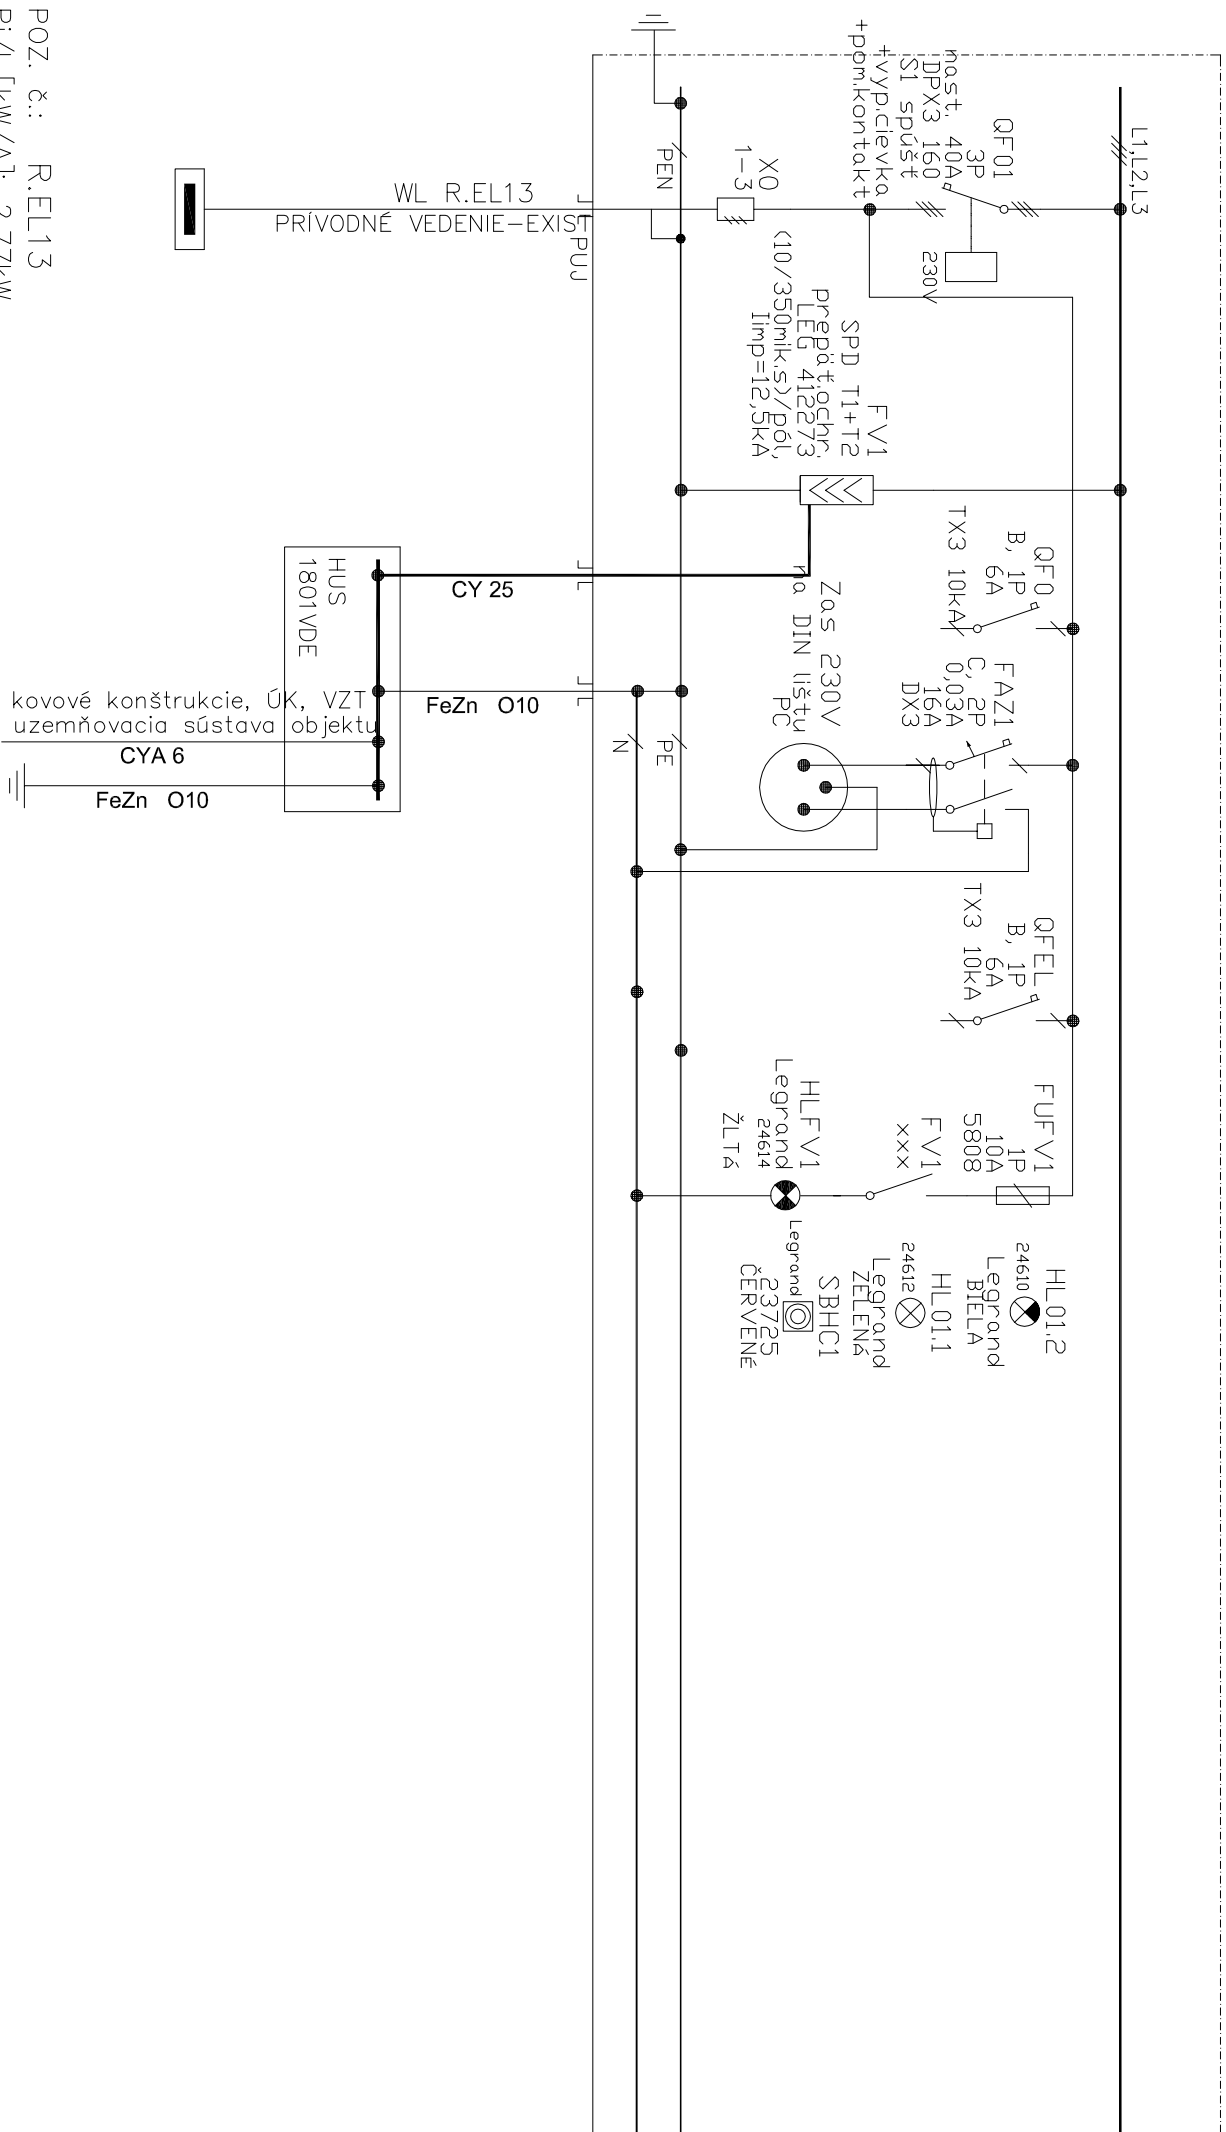 L1,L2,L3
QF01
3P
nast. 40A
DPX3 160
S1 spúšť
+vyp.cievka
+pom.kontakt
230V
X0
1-3
PEN
WL R.EL13
PRÍVODNÉ VEDENIE-EXIST
PUJ
POZ. č.: R.EL13
FV1
SPD T1+T2
prepäť.ochr.
LEG 412273
(10/350mik.s)/pól,
Iimp=12,5kA
HUS
1801VDE
CY 25
kovové konštrukcie, ÚK, VZT
uzemňovacia sústava objektu
CYA 6
FeZn O10
FeZn O10
QF0
B, 1P
6A
TX3 10kA
FAZ1
C, 2P
0,03A
16A
DX3
Zas 230V
na DIN lištu
PC
PE
N
QFEL
B, 1P
6A
TX3 10kA
FUFV1
1P
10A
5808
FV1
xxx
HLFV1
Legrand
24614
ŽLTÁ
HL01.2
24610
Legrand
BIELA
HL01.1
24612
Legrand
ZELENÁ
SBHC1
Legrand
23725
ČERVENÉ